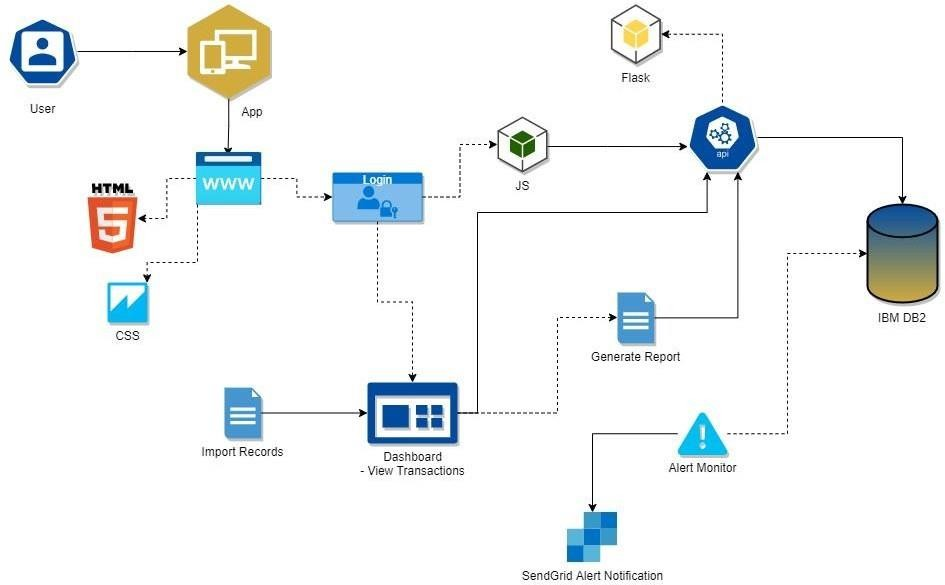 Flask
User
App
HTML
5
WWW
Login
JS
api
CSS
IBM DB2
Generate Report
Import Records
Dashboard
- View Transactions
Alert Monitor
SendGrid Alert Notification